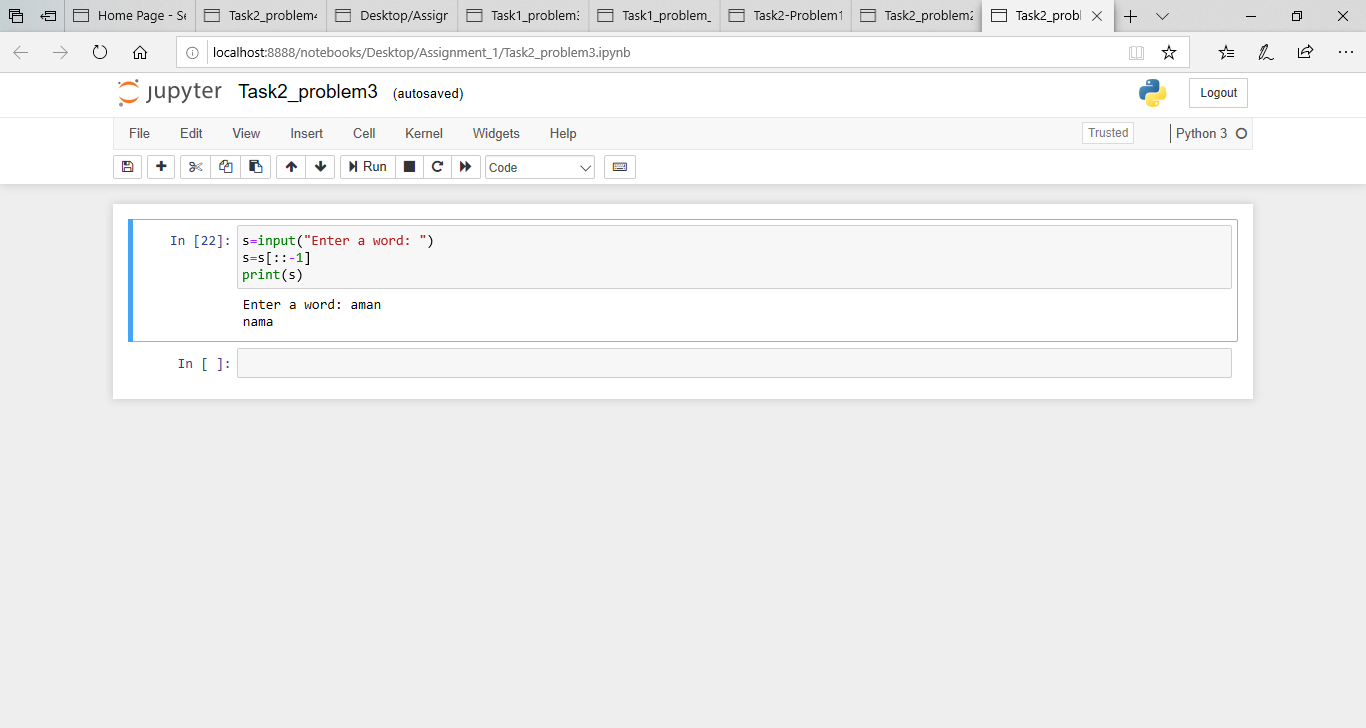 Home Page - Se
Task2_problem4
Desktop/Assign
Task1_problem3
Task1_problem_
Task2-Problem1
Task2_problem2
Task2_probl
localhost:8888/notebooks/Desktop/Assignment_1/Task2_problem3.ipynb
jupyter Task2_problem3 (autosaved)
Logout
File Edit View Insert Cell Kernel Widgets Help
Trusted
Python 3
Run
Code
In [22]: s=input("Enter a word: ")
s=s[::-1]
print(s)
Enter a word: aman
nama
In [ ]: